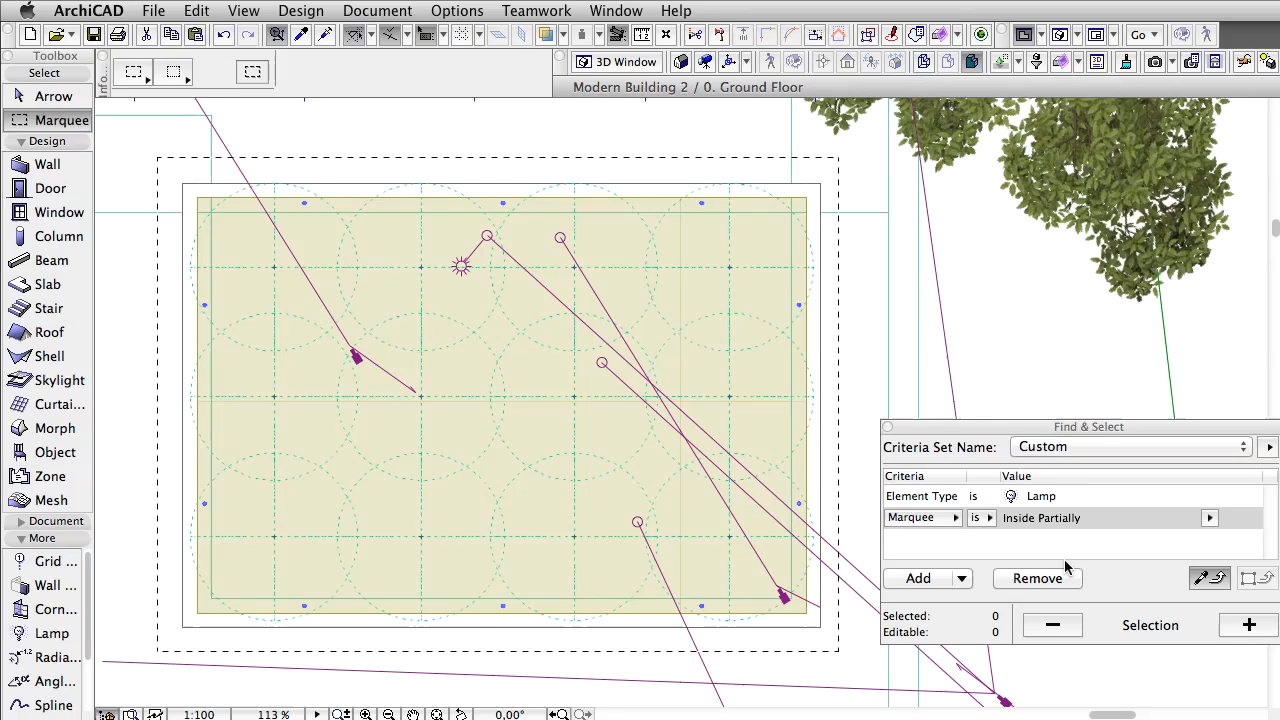 ArchiCAD File Edit View Design Document Options Teamwork Window Help
Go
Toolbox
Select
Arrow
Marquee
Design
Wall
Door
Window
Column
Beam
Slab
Stair
Roof
Shell
Skylight
Curtai...
Morph
Object
Zone
Mesh
Document
More
Grid ...
Wall ...
Corn...
Lamp
Radia...
Angl...
Spline
3D Window
Modern Building 2 / 0. Ground Floor
Find & Select
Criteria Set Name: Custom
Criteria Value
Element Type is Lamp
Marquee is Inside Partially
Add Remove
Selected: 0
Editable: 0
Selection
1:100 113 % 0,00°